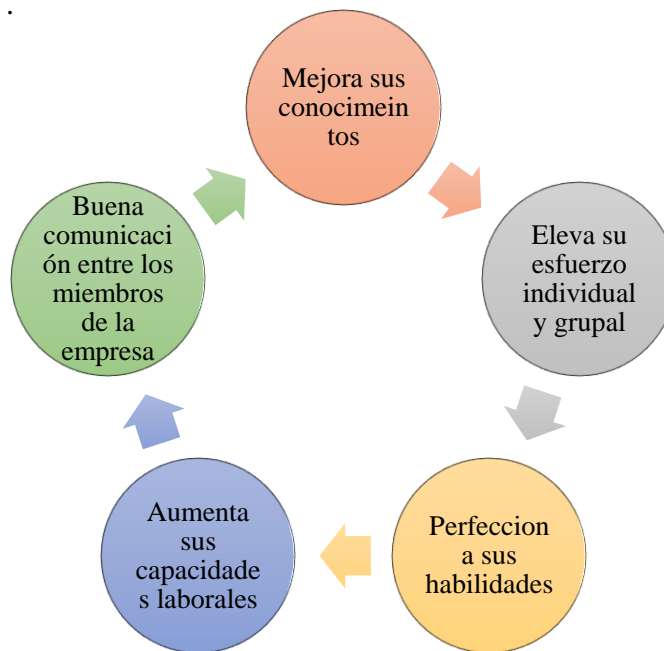 .
Mejora sus
conocimein
tos
Eleva su
esfuerzo
individual
y grupal
Perfeccion
a sus
habilidades
Aumenta
sus
capacidade
s laborales
Buena
comunicaci
ón entre los
miembros
de la
empresa